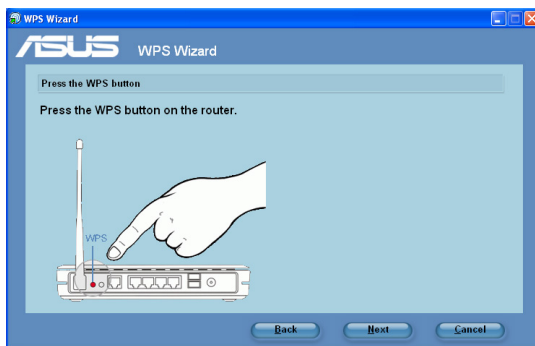 WPS Wizard
ASUS WPS Wizard
Press the WPS button
Press the WPS button on the router.
WPS
Back Next Cancel